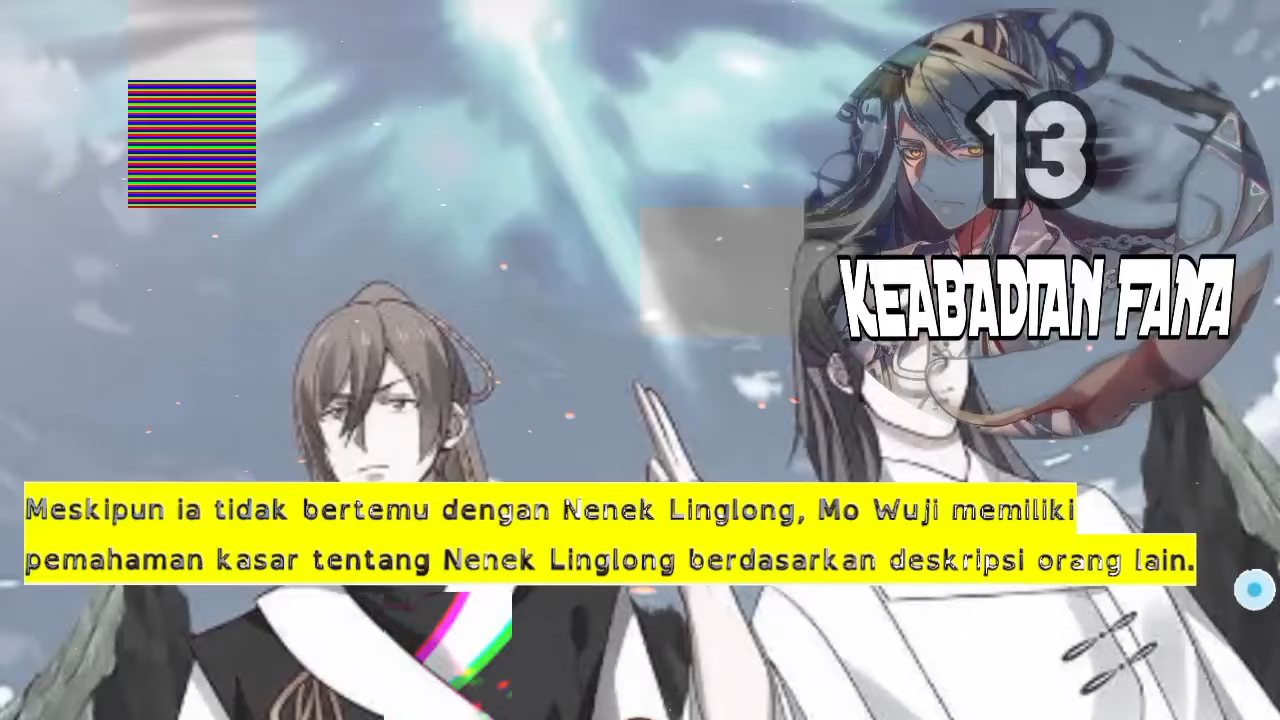 13
KEABADIAN FANA
Meskipun ia tidak bertemu dengan Nenek Linglong, Mo Wuji memiliki
pemahaman kasar tentang Nenek Linglong berdasarkan deskripsi orang lain.